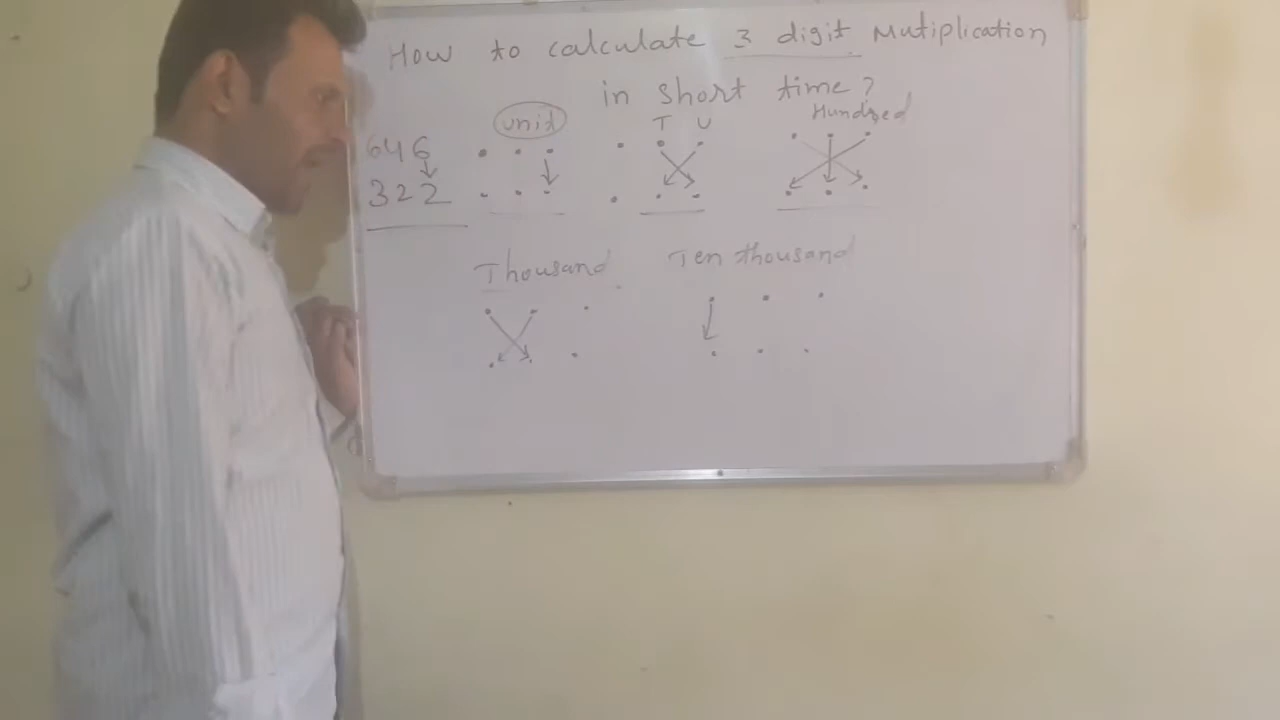 How to calculate 3 digit Mutiplication
in short time?
unit
T U
Hundred
646
322
Thousand
Ten thousand